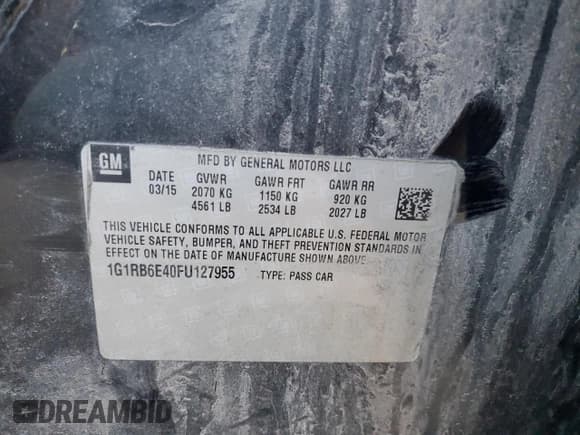 GM
MFD BY GENERAL MOTORS LLC
DATE GVWR GAWR FRT GAWR RR
03/15 2070 KG 1150 KG 920 KG
4561 LB 2534 LB 2027 LB
THIS VEHICLE CONFORMS TO ALL APPLICABLE U.S. FEDERAL MOTOR
VEHICLE SAFETY, BUMPER, AND THEFT PREVENTION STANDARDS IN
EFFECT ON THE DATE OF MANUFACTURE SHOWN ABOVE.
1G1RB6E40FU127955 TYPE: PASS CAR
DREAMBID